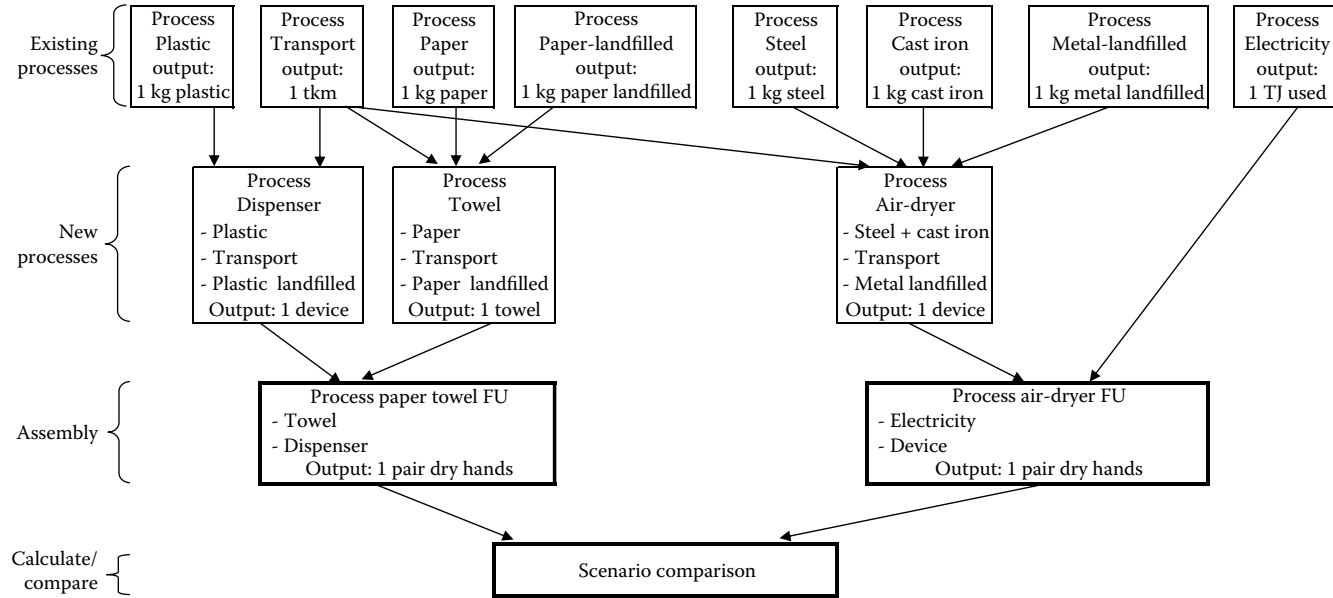 Existing
processes
Process
Plastic
output:
1 kg plastic
Process
Transport
output:
1 tkm
Process
Paper
output:
1 kg paper
Process
Paper-landfilled
output:
1 kg paper landfilled
Process
Steel
output:
1 kg steel
Process
Cast iron
output:
1 kg cast iron
Process
Metal-landfilled
output:
1 kg metal landfilled
Process
Electricity
output:
1 TJ used
New
processes
Process
Dispenser
- Plastic
- Transport
- Plastic landfilled
Output: 1 device
Process
Towel
- Paper
- Transport
- Paper landfilled
Output: 1 towel
Process
Air-dryer
- Steel + cast iron
- Transport
- Metal landfilled
Output: 1 device
Assembly
Process paper towel FU
- Towel
- Dispenser
Output: 1 pair dry hands
Process air-dryer FU
- Electricity
- Device
Output: 1 pair dry hands
Calculate/
compare
Scenario comparison